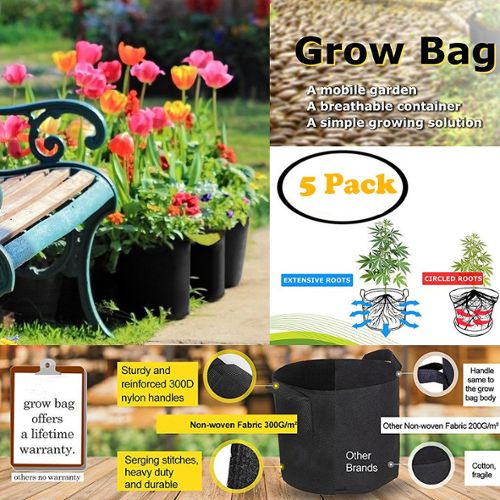 Grow Bag
A mobile garden
A breathable container
A simple growing solution
5 Pack
EXTENSIVE ROOTS
CIRCLED ROOTS
grow bag
offers
a lifetime
warranty.
others no warranty
Sturdy and
reinforced 300D
nylon handles
Non-woven Fabric 300G/m²
Serging stitches,
heavy duty
and durable
Handle
same to
the grow
bag body
Other Non-woven Fabric 200G/m²
Other
Brands
Cotton,
fragile